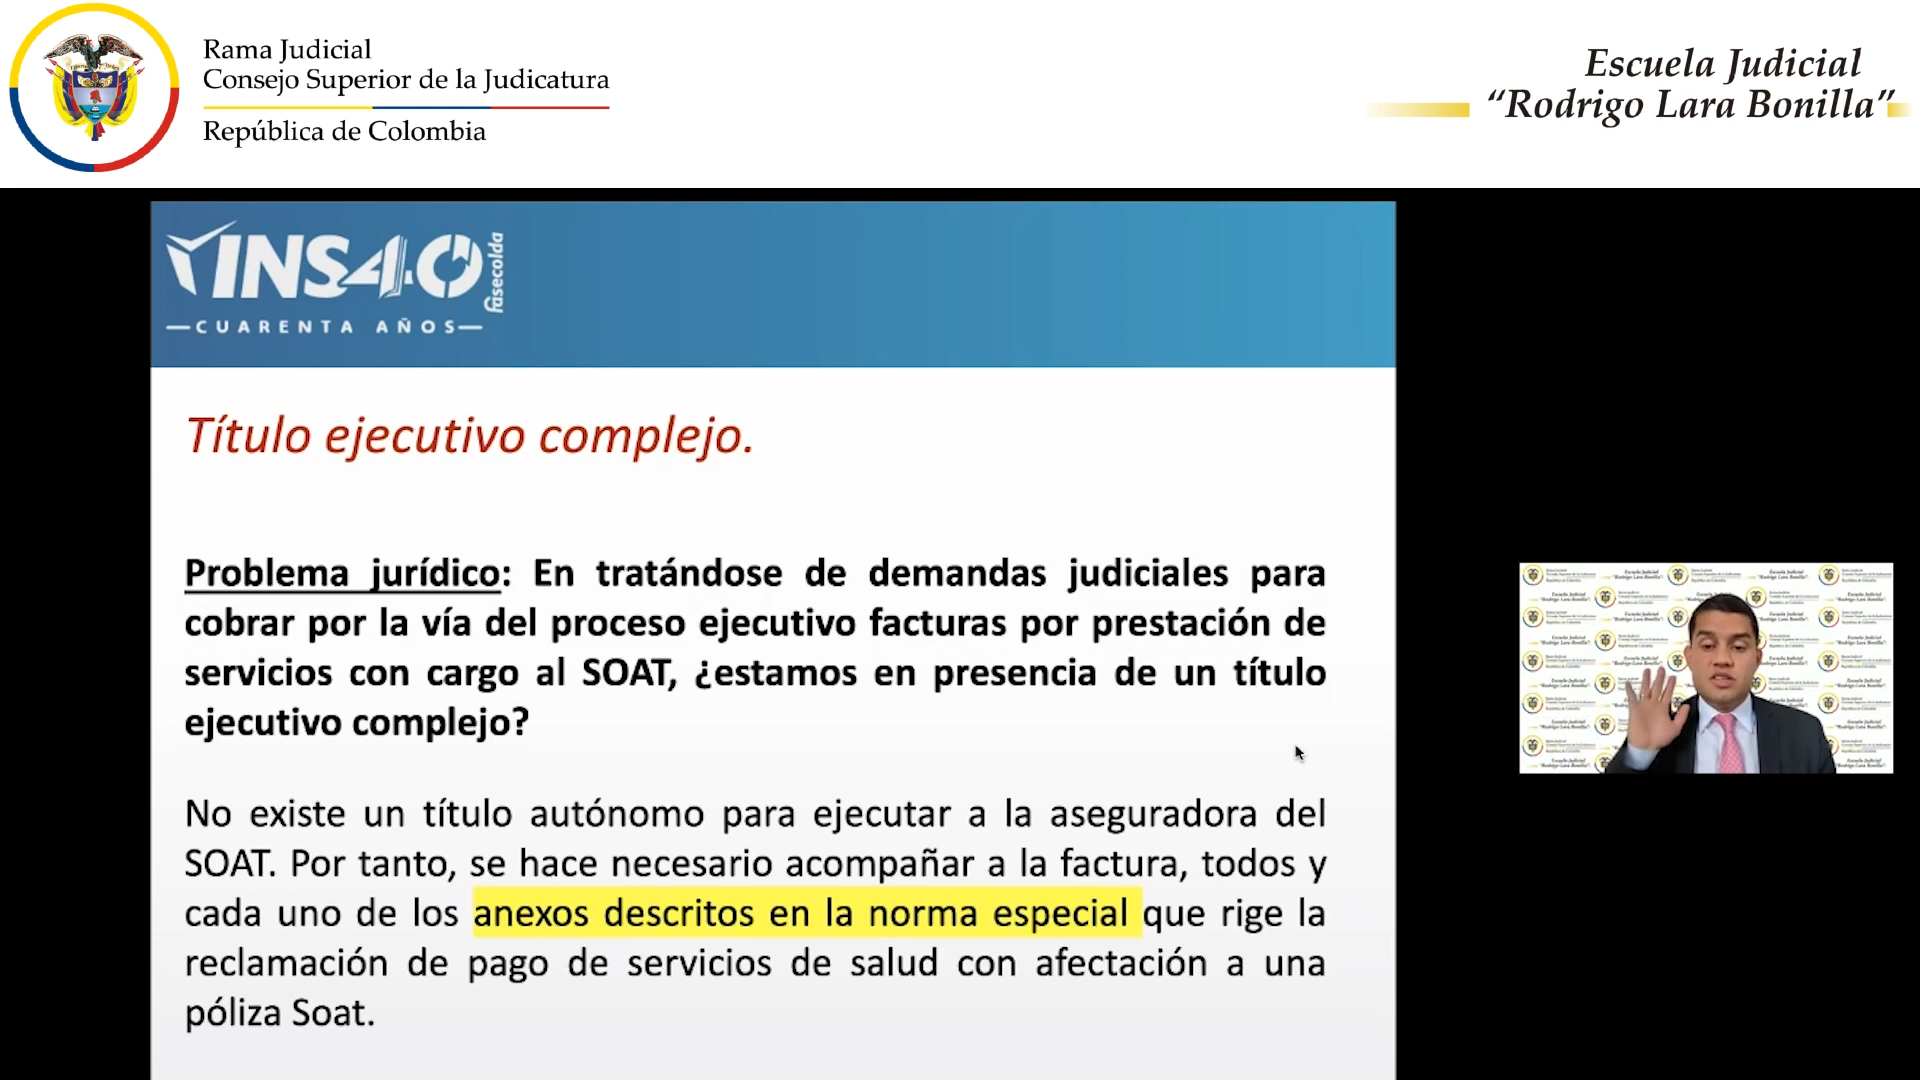 Rama Judicial
Consejo Superior de la Judicatura
República de Colombia
Escuela Judicial
“Rodrigo Lara Bonilla”
INS40
fasecolda
CUARENTA AÑOS
Título ejecutivo complejo.
Problema jurídico: En tratándose de demandas judiciales para
cobrar por la vía del proceso ejecutivo facturas por prestación de
servicios con cargo al SOAT, ¿estamos en presencia de un título
ejecutivo complejo?
No existe un título autónomo para ejecutar a la aseguradora del
SOAT. Por tanto, se hace necesario acompañar a la factura, todos y
cada uno de los anexos descritos en la norma especial que rige la
reclamación de pago de servicios de salud con afectación a una
póliza Soat.